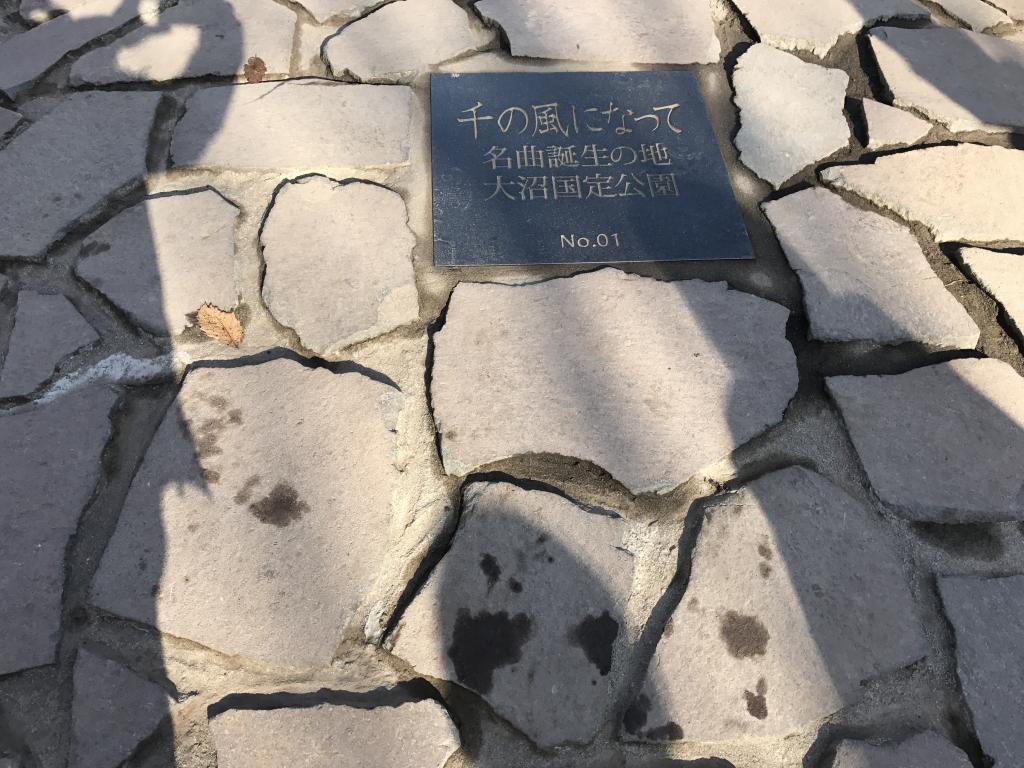 千の風になって
名曲誕生の地
大沼国定公園
No.01